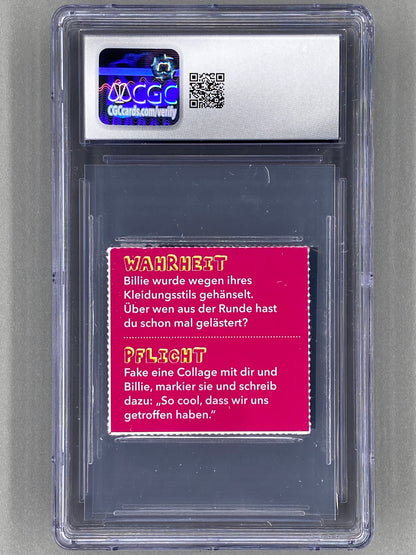 CGC
CGCcards.com/verify
WAHRHEIT
Billie wurde wegen ihres
Kleidungsstils gehänselt.
Über wen aus der Runde hast
du schon mal gelästert?
PFLICHT
Fake eine Collage mit dir und
Billie, markier sie und schreib
dazu: „So cool, dass wir uns
getroffen haben.“